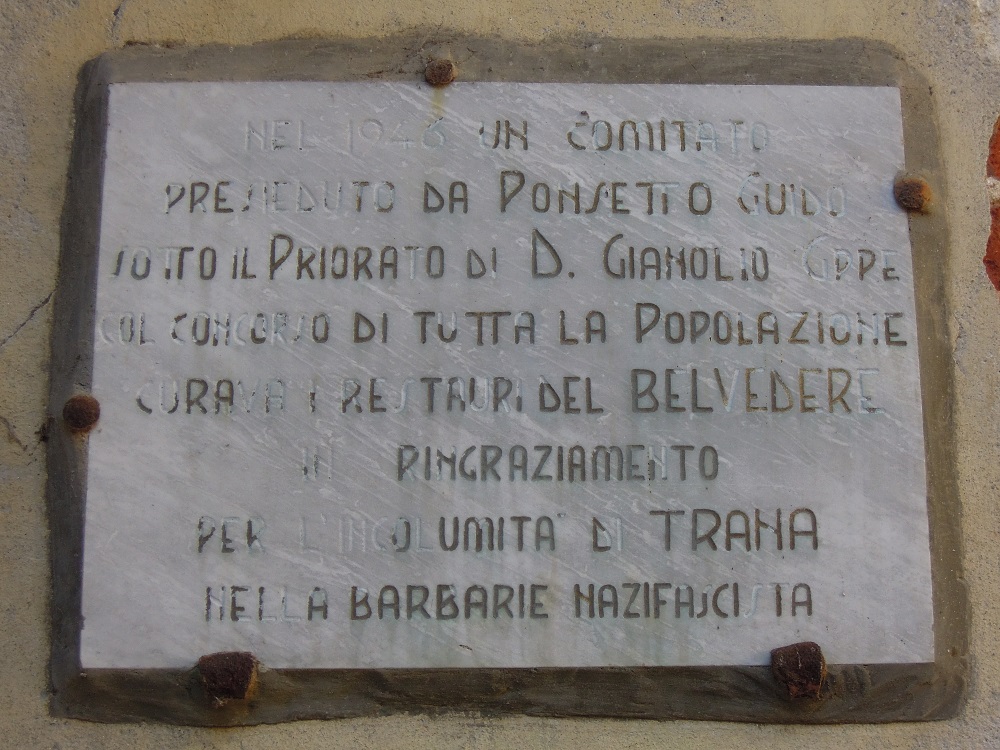 NEL 1946 UN COMITATO
PRESIEDUTO DA PONSETTO GUIDO
SOTTO IL PRIORATO DI D. GIANOLIO GPPE
COL CONCORSO DI TUTTA LA POPOLAZIONE
CURAVA I RESTAURI DEL BELVEDERE
IN RINGRAZIAMENTO
PER L'INCOLUMITA' DI TRANA
NELLA BARBARIE NAZIFASCISTA